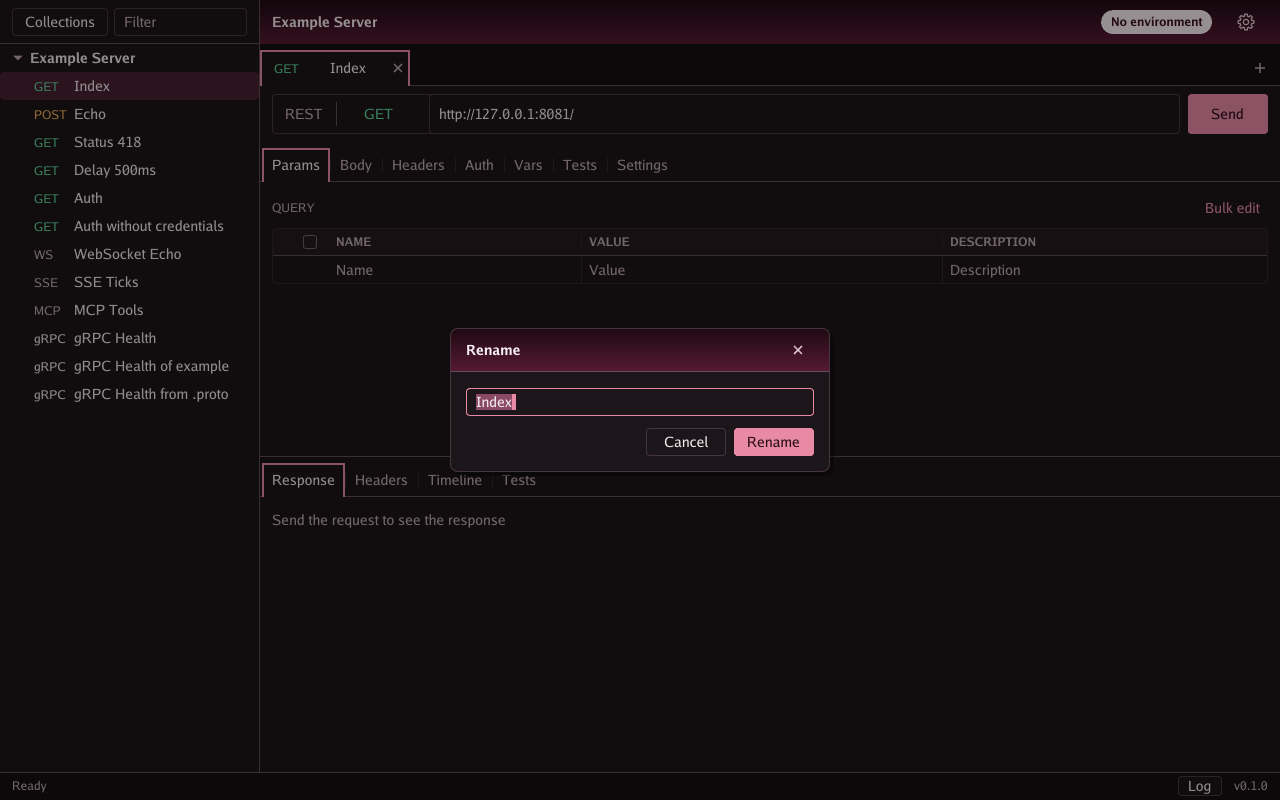 Collections
Filter
Example Server
No environment
Example Server
GET Index
POST Echo
GET Status 418
GET Delay 500ms
GET Auth
GET Auth without credentials
WS WebSocket Echo
SSE SSE Ticks
MCP MCP Tools
gRPC gRPC Health
gRPC gRPC Health of example
gRPC gRPC Health from .proto
GET Index
REST GET http://127.0.0.1:8081/ Send
Params Body Headers Auth Vars Tests Settings
QUERY Bulk edit
NAME VALUE DESCRIPTION
Name Value Description
Rename
Index
Cancel Rename
Response Headers Timeline Tests
Send the request to see the response
Ready Log v0.1.0